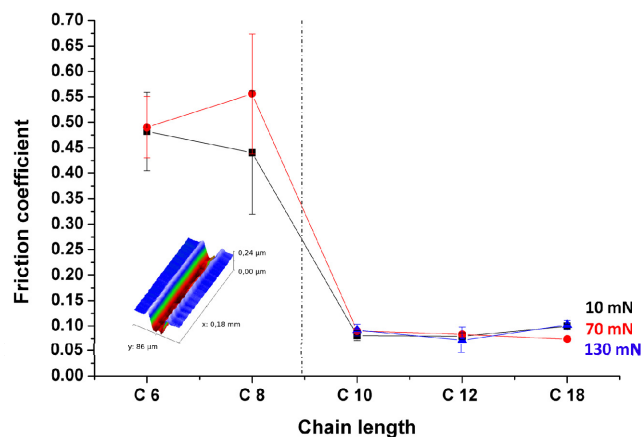 0.70
0.65
0.60
0.55
0.50
0.45
0.40
0.35
0.30
0.25
0.20
0.15
0.10
0.05
0.00
Friction coefficient
0,24 µm
0,00 µm
x: 0,18 mm
y: 86 µm
10 mN
70 mN
130 mN
C 6
C 8
C 10
C 12
C 18
Chain length